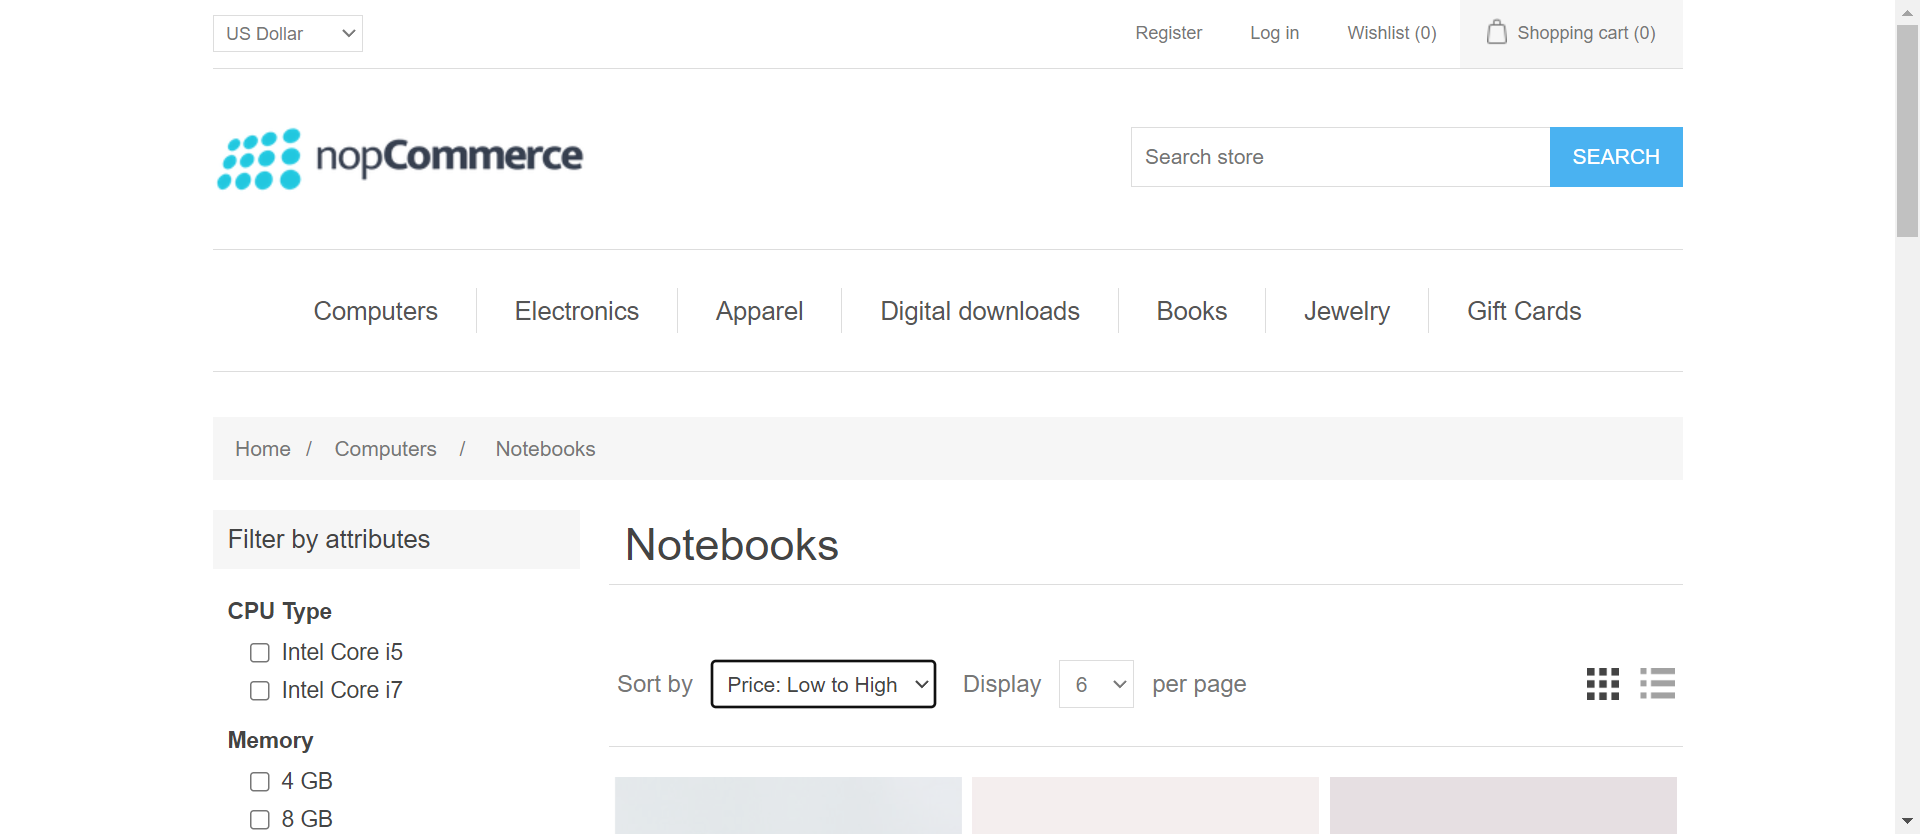 US Dollar
Register
Log in
Wishlist (0)
Shopping cart (0)
nopCommerce
Search store
SEARCH
Computers
Electronics
Apparel
Digital downloads
Books
Jewelry
Gift Cards
Home / Computers / Notebooks
Filter by attributes
CPU Type
Intel Core i5
Intel Core i7
Memory
4 GB
8 GB
Notebooks
Sort by Price: Low to High Display 6 per page